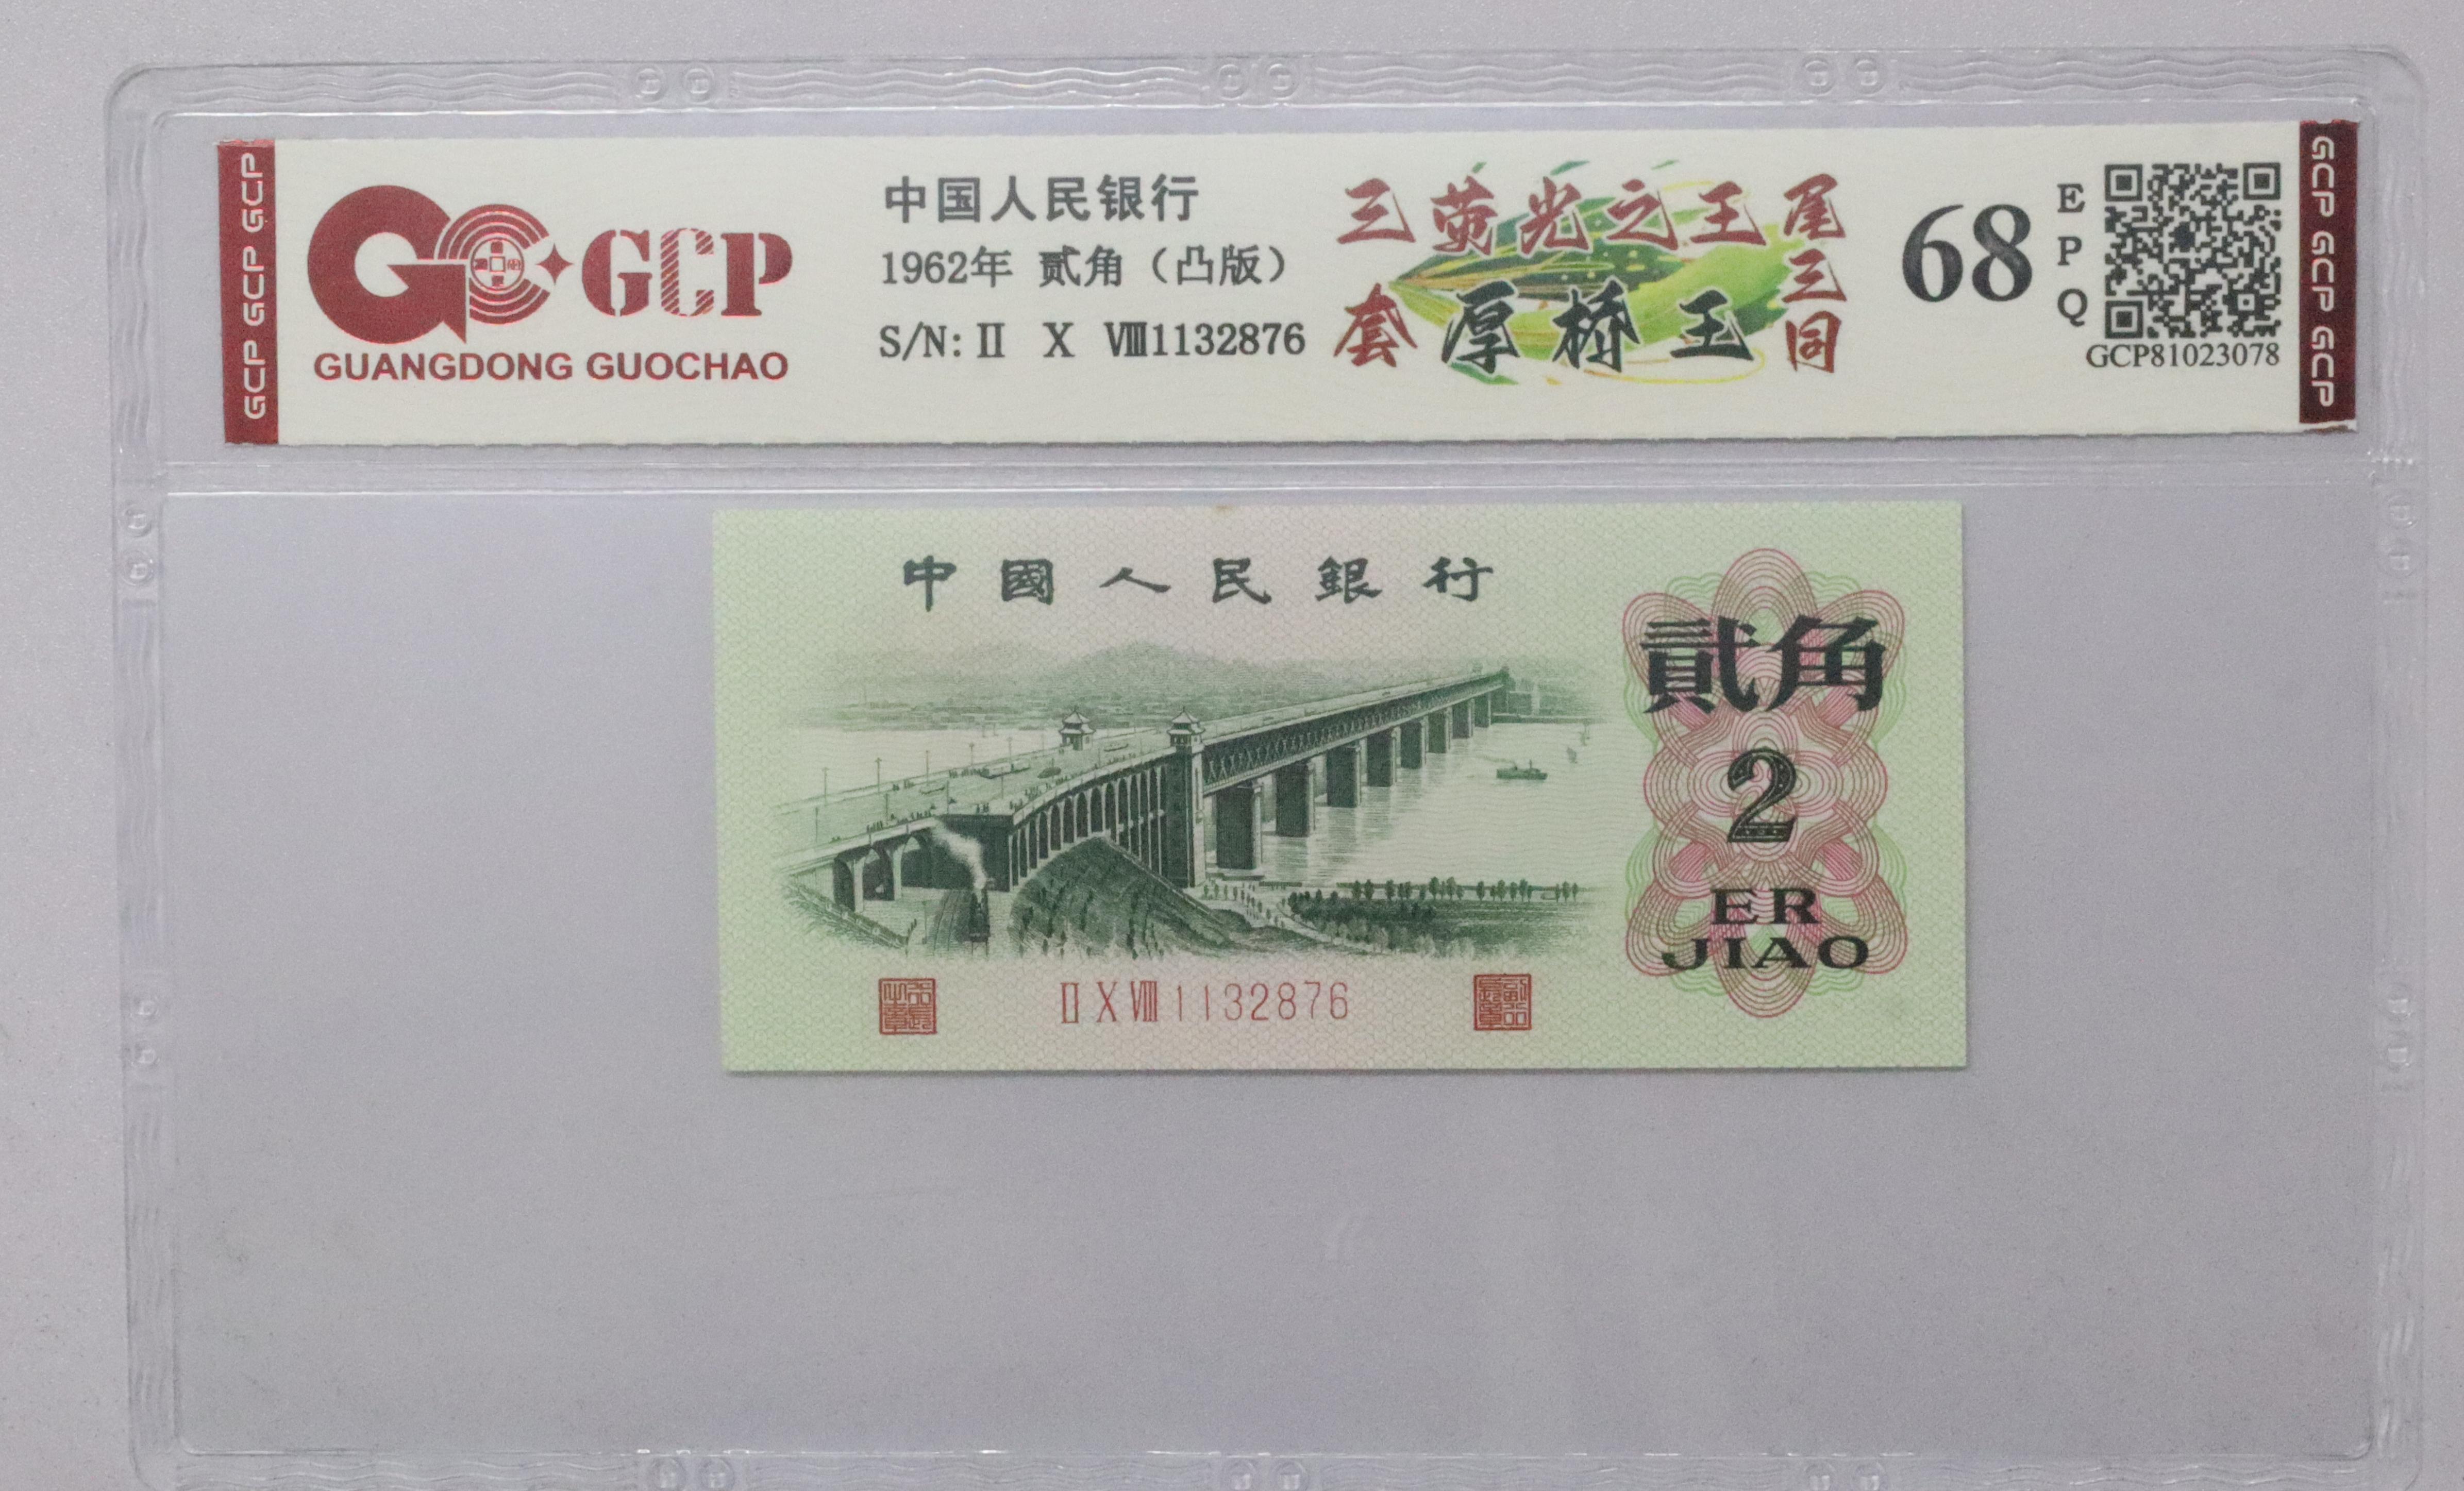 GCP GCP GCP
GCP
GUANGDONG GUOCHAO
中国人民银行
1962年 贰角（凸版）
S/N: Ⅱ Ⅹ Ⅷ1132876
三 荧光之王 尾
套 厚桥王 三
同
68
E
P
Q
GCP81023078
GCP GCP GCP
中國人民銀行
貳角
2
ER
JIAO
Ⅱ Ⅹ Ⅷ 1132876